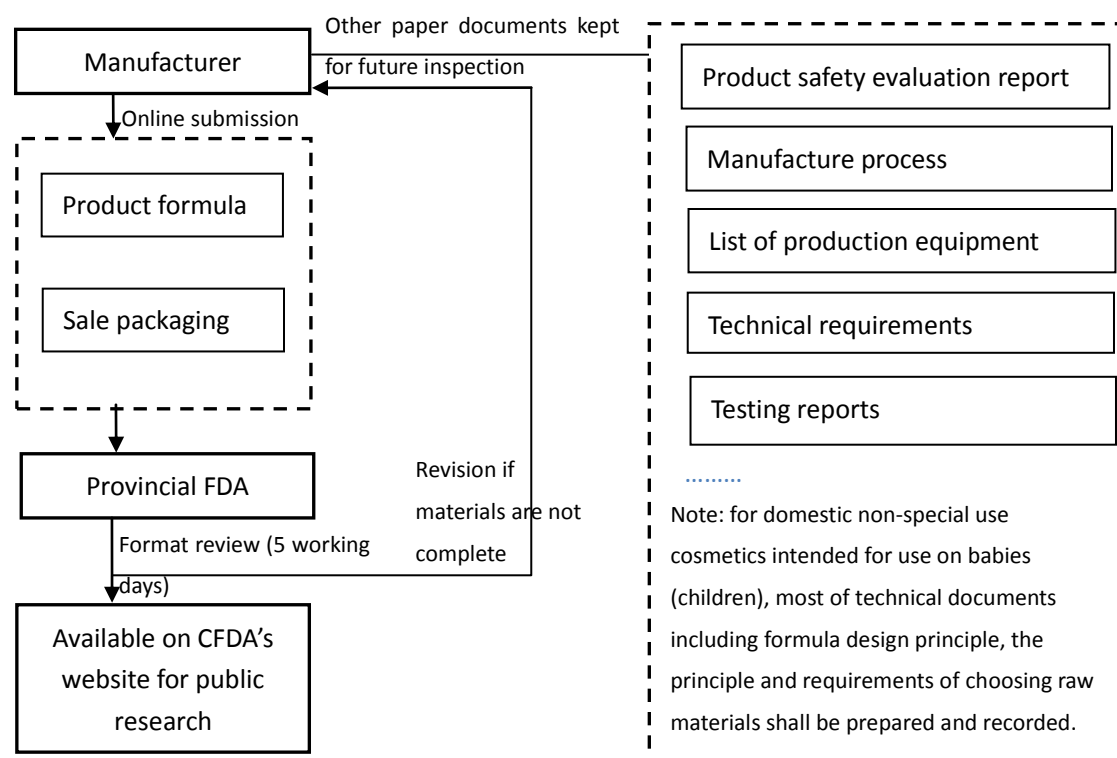 Manufacturer
Other paper documents kept
for future inspection
Online submission
Product formula
Sale packaging
Provincial FDA
Format review (5 working
days)
Revision if
materials are not
complete
Available on CFDA's
website for public
research
Product safety evaluation report
Manufacture process
List of production equipment
Technical requirements
Testing reports
………
Note: for domestic non-special use
cosmetics intended for use on babies
(children), most of technical documents
including formula design principle, the
principle and requirements of choosing raw
materials shall be prepared and recorded.